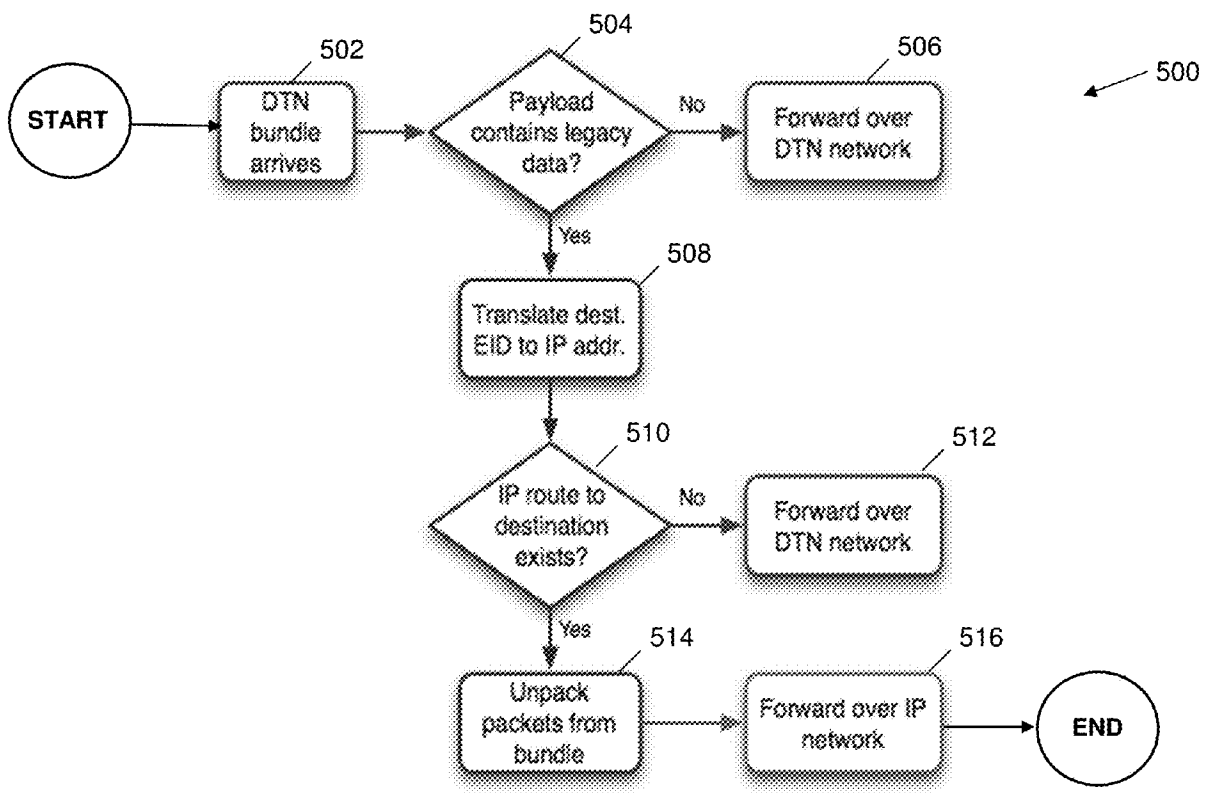 504
502
506
500
START
DTN
bundle
arrives
Payload
contains legacy
data?
No
Forward over
DTN network
Yes
508
Translate dest.
EID to IP addr.
510
512
IP route to
destination
exists?
No
Forward over
DTN network
Yes
514
516
Unpack
packets from
bundle
Forward over IP
network
END